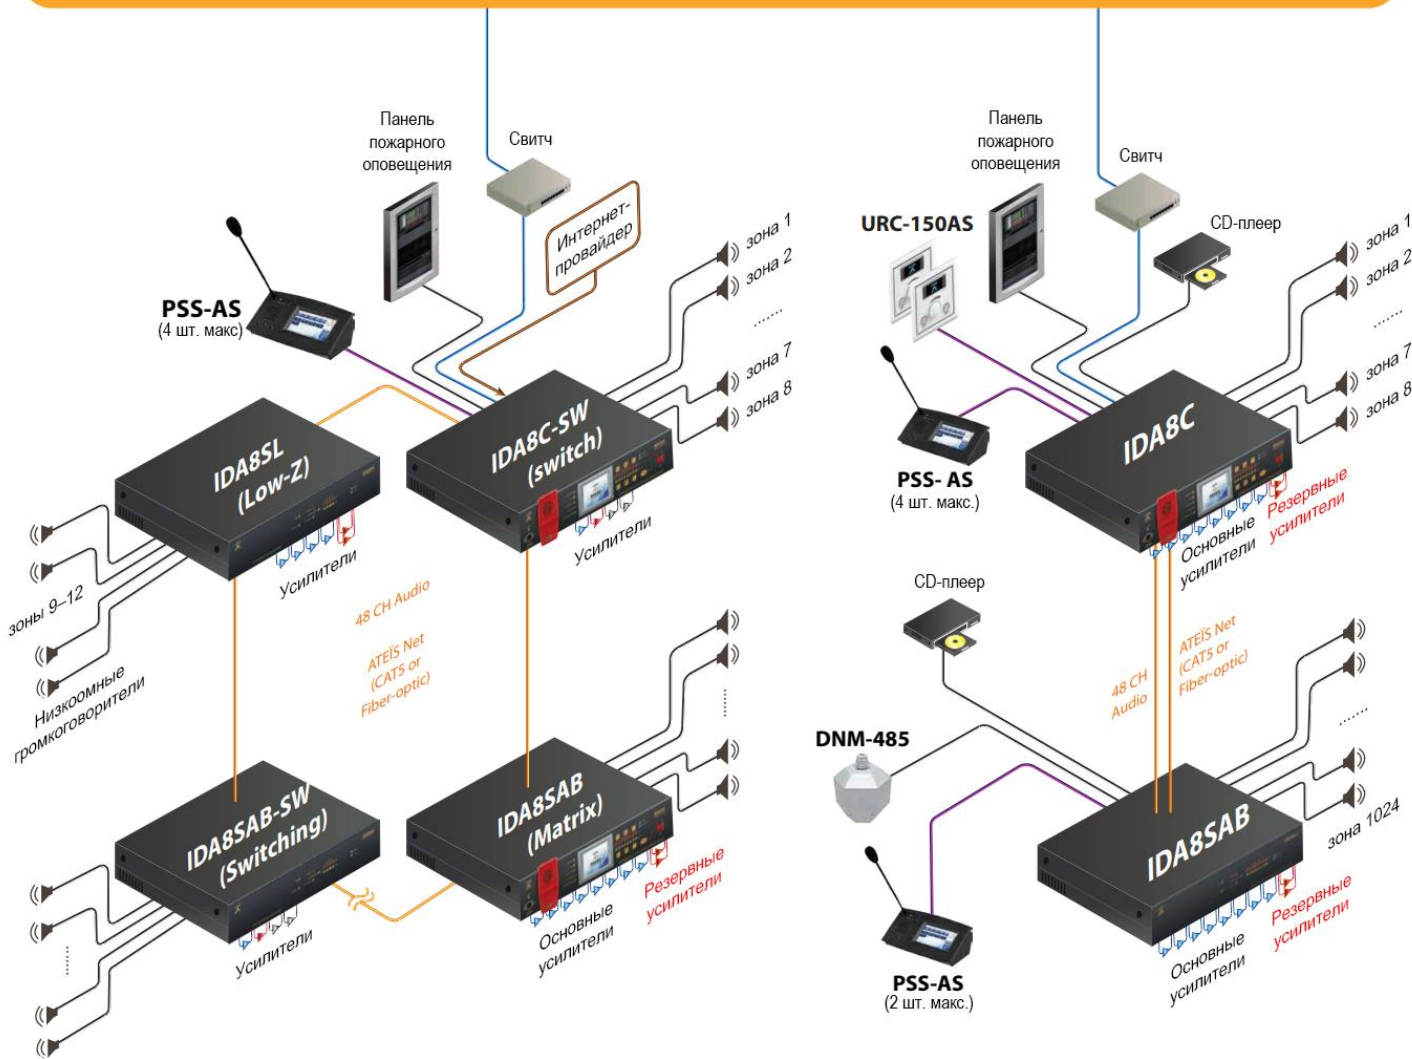 Панель
пожарного
оповещения
Свитч
Интернет-
провайдер
PSS-AS
(4 шт. макс)
зона 1
зона 2
.......
зона 7
зона 8
IDA8SL
(Low-Z)
IDA8C-SW
(switch)
Усилители
Усилители
зоны 9–12
Низкоомные
громкоговорители
48 CH Audio
ATEÏS Net
(CAT5 or
Fiber-optic)
IDA8SAB-SW
(Switching)
IDA8SAB
(Matrix)
Усилители
Основные
усилители
Резервные
усилители
Панель
пожарного
оповещения
Свитч
URC-150AS
CD-плеер
зона 1
зона 2
.......
зона 7
зона 8
PSS- AS
(4 шт. макс.)
IDA8C
Основные
усилители
Резервные
усилители
CD-плеер
48 CH
Audio
ATEÏS Net
(CAT5 or
Fiber-optic)
DNM-485
.......
зона 1024
IDA8SAB
PSS-AS
(2 шт. макс.)
Основные
усилители
Резервные
усилители